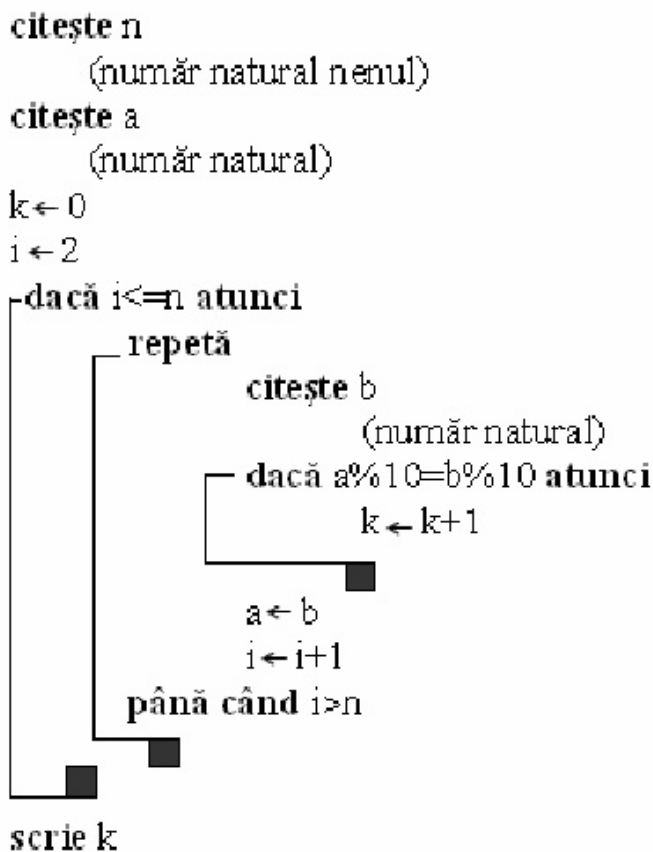 citește n
(număr natural nenul)
citește a
(număr natural)
k←0
i←2
dacă i<=n atunci
repetă
citește b
(număr natural)
dacă a%10=b%10 atunci
k←k+1
a←b
i←i+1
până când i>n
scrie k